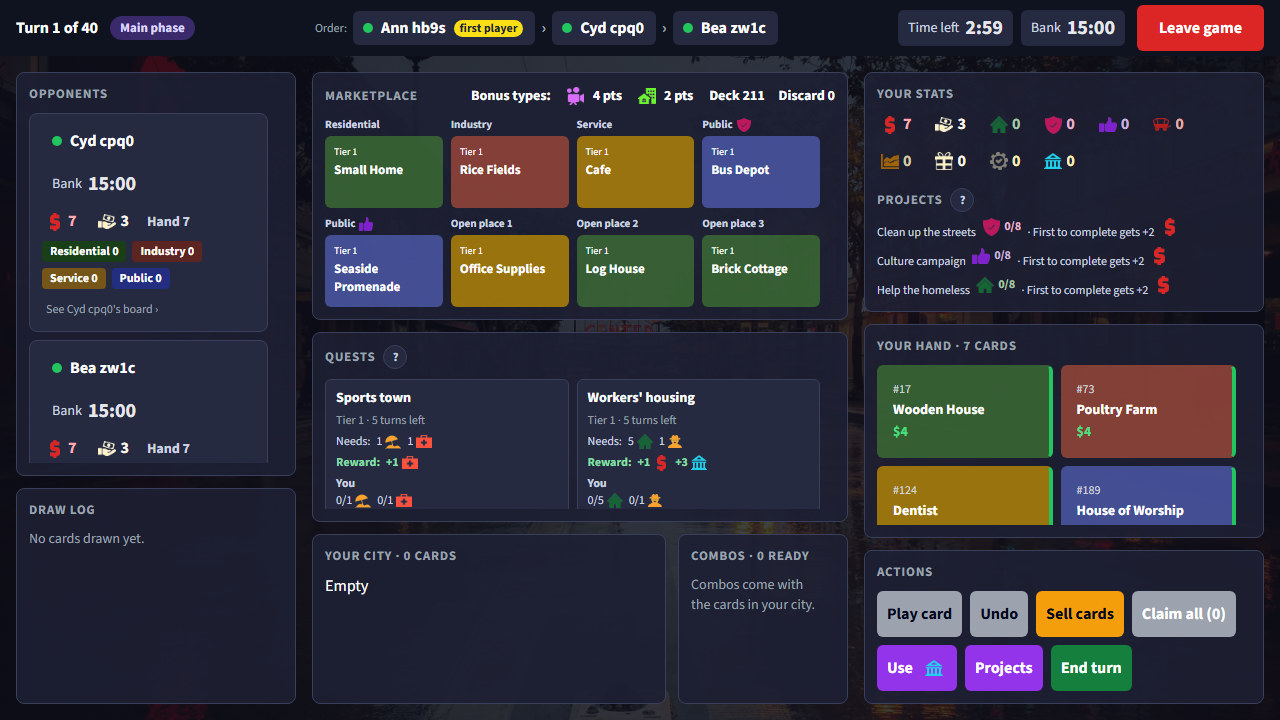 Turn 1 of 40 Main phase
Order: Ann hb9s first player › Cyd cpq0 › Bea zw1c
Time left 2:59 Bank 15:00 Leave game
OPPONENTS
Cyd cpq0
Bank 15:00
7 3 Hand 7
Residential 0 Industry 0
Service 0 Public 0
See Cyd cpq0's board ›
Bea zw1c
Bank 15:00
7 3 Hand 7
DRAW LOG
No cards drawn yet.
MARKETPLACE Bonus types: 4 pts 2 pts Deck 211 Discard 0
Residential Industry Service Public
Tier 1 Tier 1 Tier 1 Tier 1
Small Home Rice Fields Cafe Bus Depot
Public Open place 1 Open place 2 Open place 3
Tier 1 Tier 1 Tier 1 Tier 1
Seaside Office Supplies Log House Brick Cottage
Promenade
QUESTS ?
Sports town
Tier 1 · 5 turns left
Needs: 1 1
Reward: +1
You
0/1 0/1
Workers' housing
Tier 1 · 5 turns left
Needs: 5 1
Reward: +1 +3
You
0/5 0/1
YOUR CITY · 0 CARDS
Empty
COMBOS · 0 READY
Combos come with
the cards in your city.
YOUR STATS
7 3 0 0 0 0
0 0 0 0
PROJECTS ?
Clean up the streets 0/8 · First to complete gets +2
Culture campaign 0/8 · First to complete gets +2
Help the homeless 0/8 · First to complete gets +2
YOUR HAND · 7 CARDS
#17 #73
Wooden House Poultry Farm
$4 $4
#124 #189
Dentist House of Worship
ACTIONS
Play card Undo Sell cards Claim all (0)
Use Projects End turn